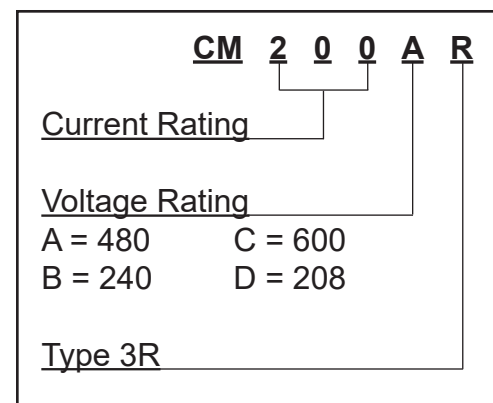 CM 2 0 0 A R
Current Rating
Voltage Rating
A = 480 C = 600
B = 240 D = 208
Type 3R